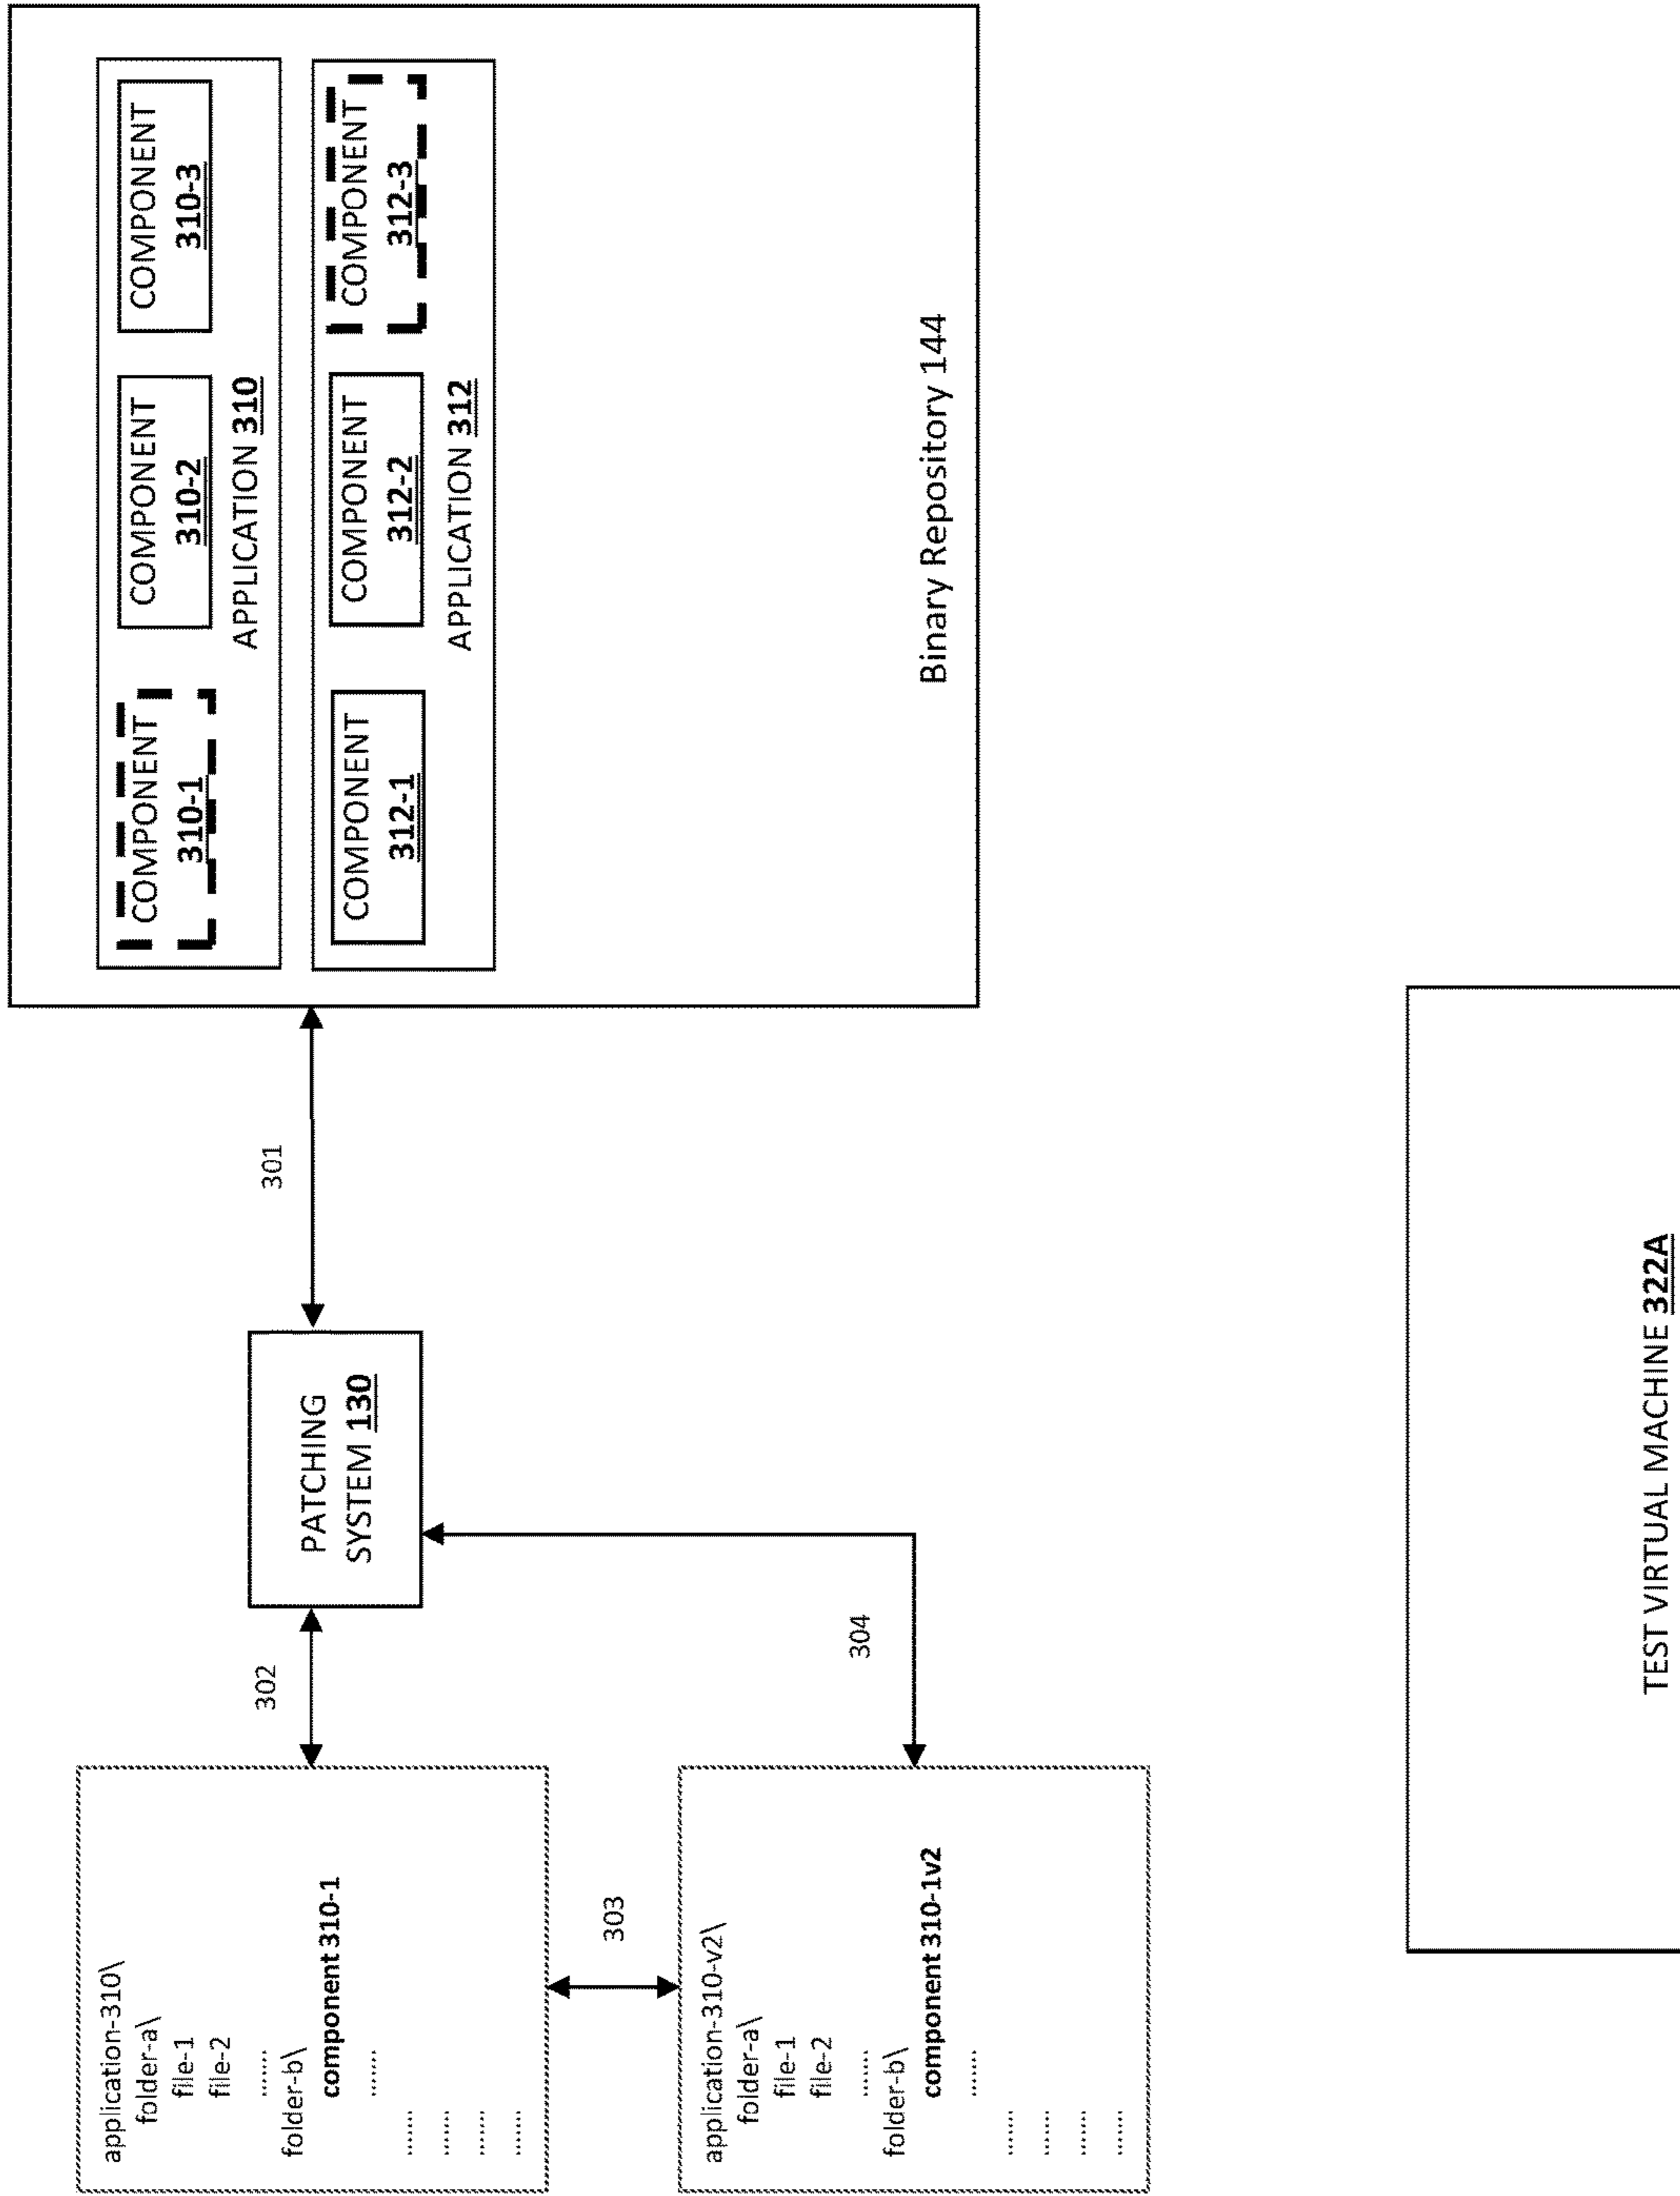 application-310\
folder-a\
file-1
file-2
......
folder-b\
component 310-1
......
......
......
......
......
302
PATCHING
SYSTEM 130
301
COMPONENT
310-1
COMPONENT
310-2
COMPONENT
310-3
APPLICATION 310
COMPONENT
312-1
COMPONENT
312-2
COMPONENT
312-3
APPLICATION 312
Binary Repository 144
303
304
application-310-v2\
folder-a\
file-1
file-2
......
folder-b\
component 310-1v2
......
......
......
......
......
TEST VIRTUAL MACHINE 322A